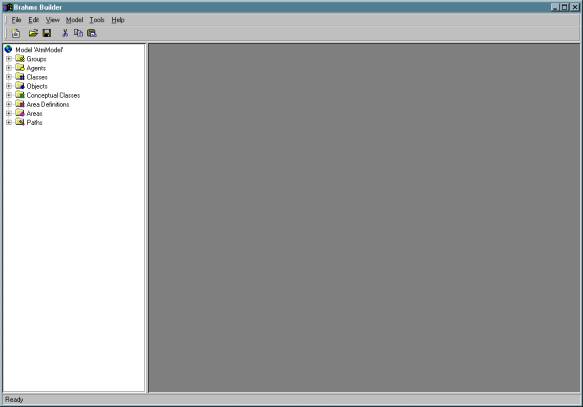 Brahms Builder
File Edit View Model Tools Help
Model 'AtmModel'
Groups
Agents
Classes
Objects
Conceptual Classes
Area Definitions
Areas
Paths
Ready